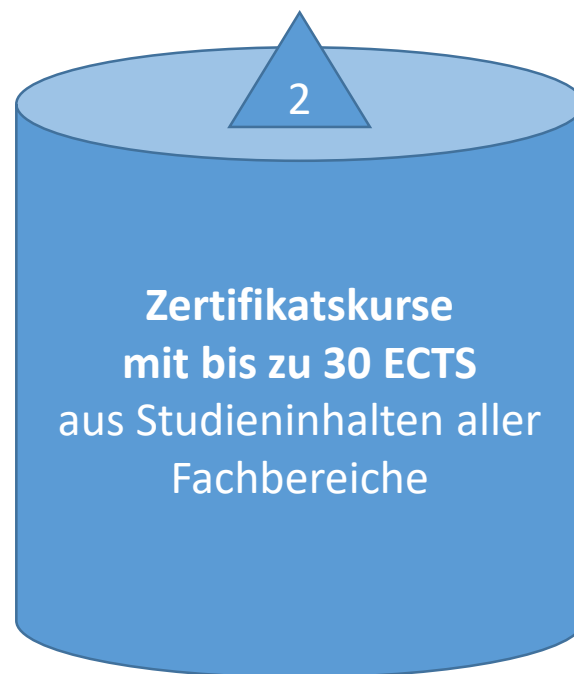 2
Zertifikatskurse
mit bis zu 30 ECTS
aus Studieninhalten aller
Fachbereiche